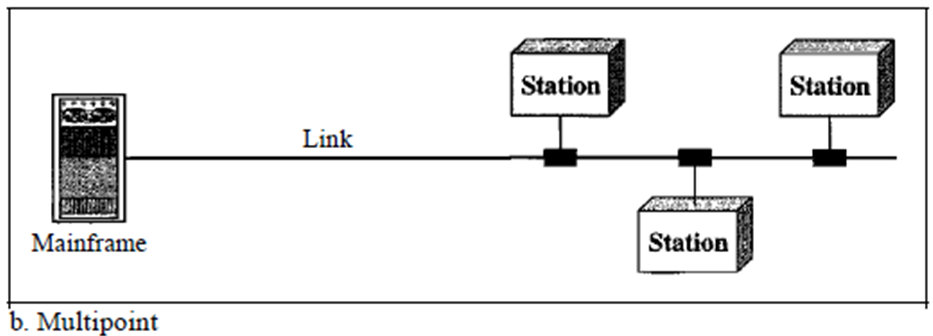 Station
Station
Link
Station
Mainframe
b. Multipoint